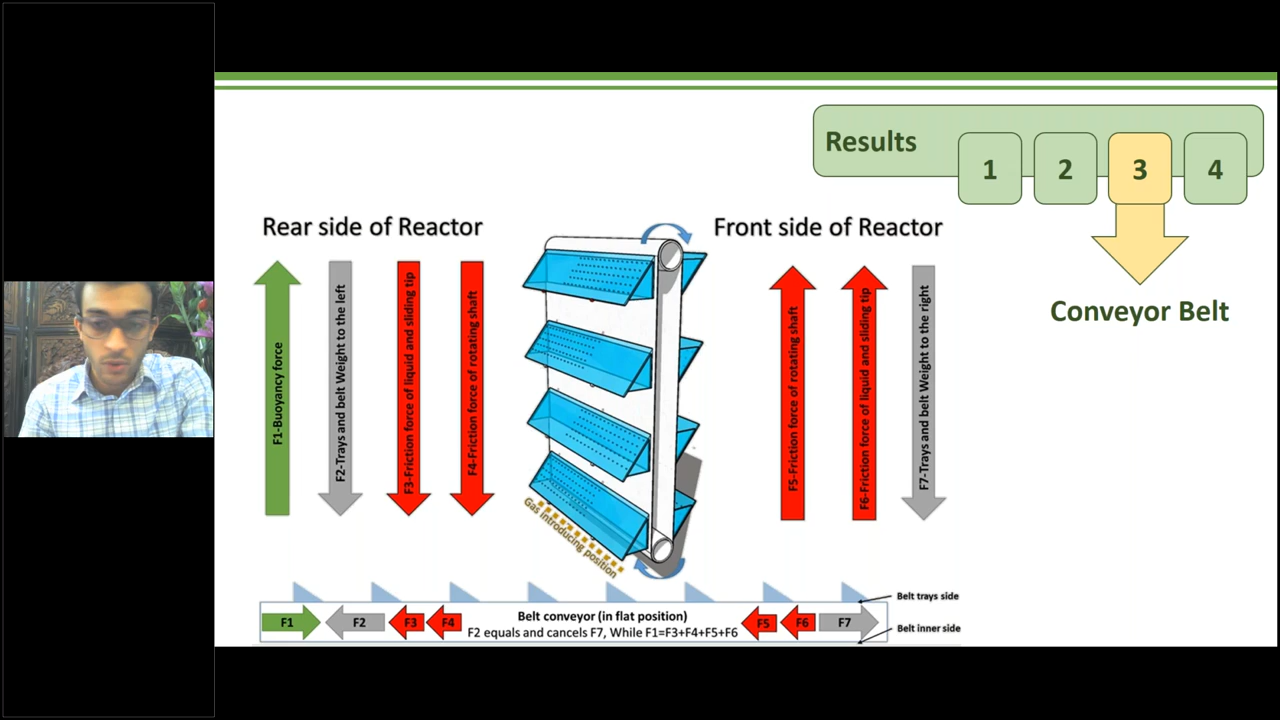 Results
1
2
3
4
Conveyor Belt
Rear side of Reactor
Front side of Reactor
F1-Buoyancy force
F2-Trays and belt Weight to the left
F3-Friction force of liquid and sliding tip
F4-Friction force of rotating shaft
Gas introducing position
F5-Friction force of rotating shaft
F6-Friction force of liquid and sliding tip
F7-Trays and belt Weight to the right
Belt trays side
F1
F2
F3
F4
Belt conveyor (in flat position)
F2 equals and cancels F7, While F1=F3+F4+F5+F6
F5
F6
F7
Belt inner side